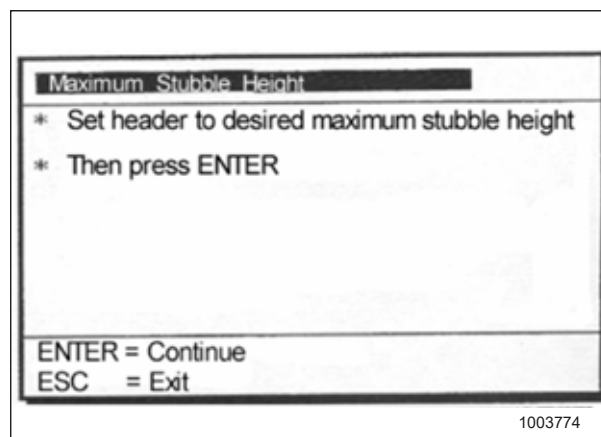 Maximum Stubble Height
* Set header to desired maximum stubble height
* Then press ENTER
ENTER = Continue
ESC = Exit
1003774